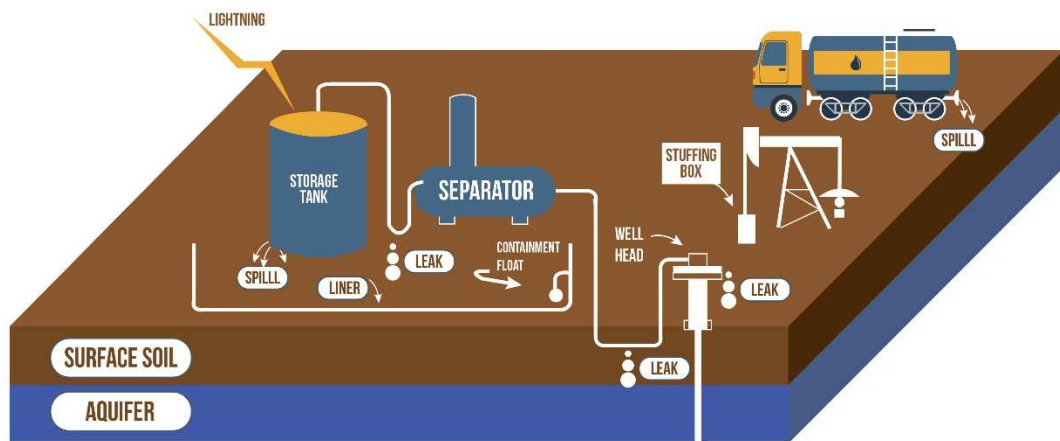 LIGHTNING
STORAGE
TANK
SEPARATOR
STUFFING
BOX
SPILLL
WELL
HEAD
CONTAINMENT
FLOAT
LEAK
SPILLL
LINER
LEAK
LEAK
SURFACE SOIL
AQUIFER